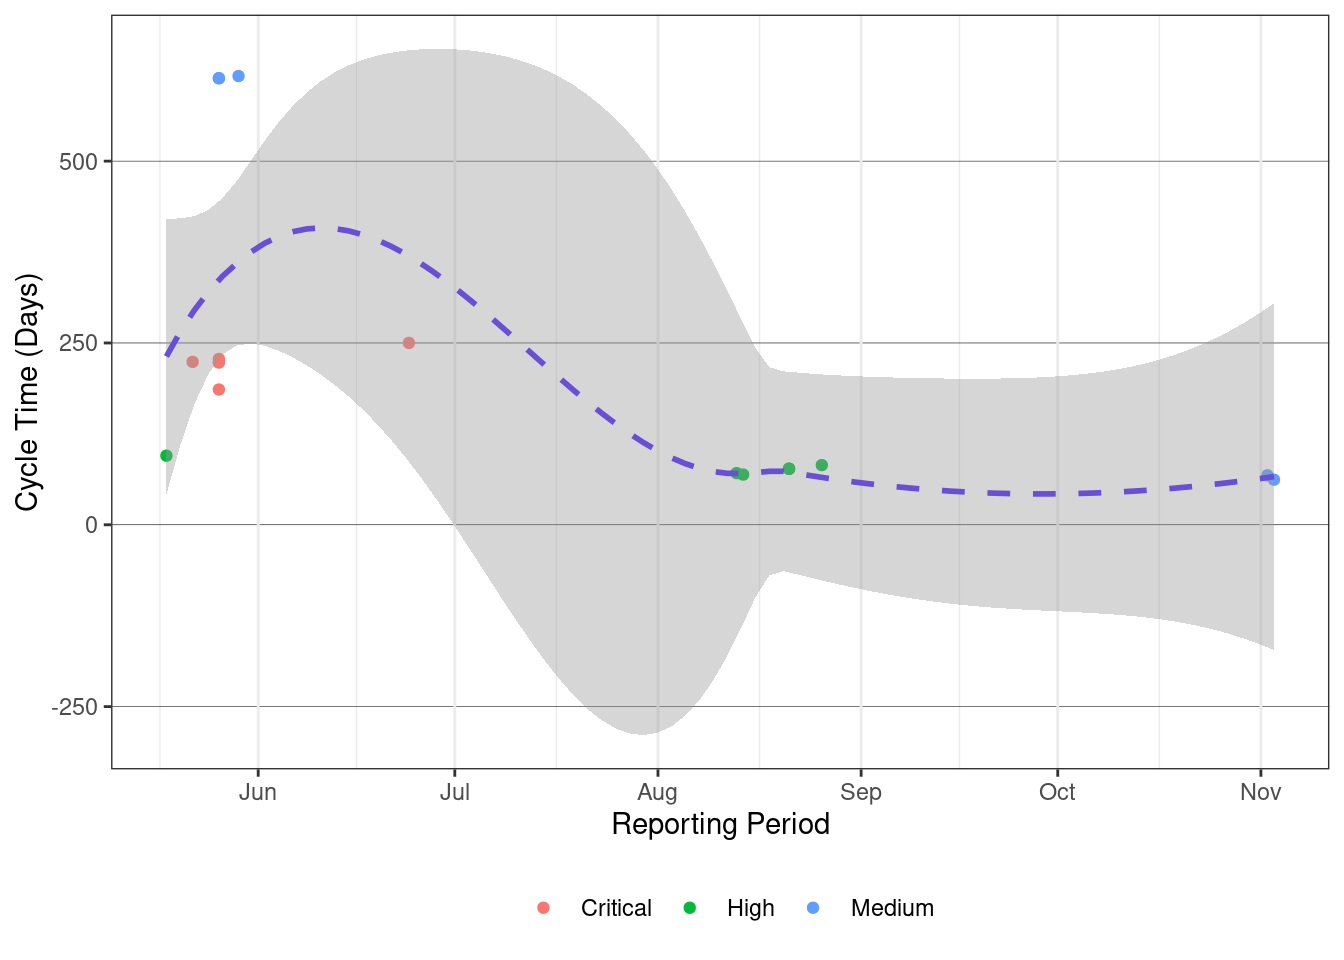 500
250
0
-250
Cycle Time (Days)
Jun Jul Aug Sep Oct Nov
Reporting Period
Critical High Medium